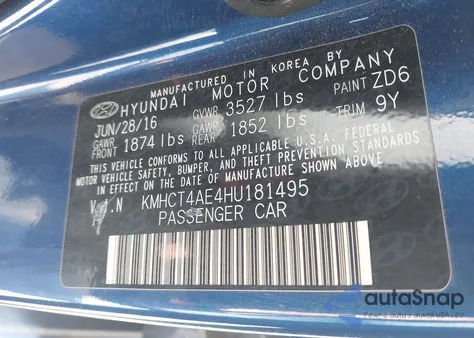 MANUFACTURED IN KOREA BY
HYUNDAI MOTOR COMPANY
JUN/28/16 GVWR 3527 lbs PAINT ZD6
GAWR FRONT 1874 lbs GAWR REAR 1852 lbs TRIM 9Y
THIS VEHICLE CONFORMS TO ALL APPLICABLE U.S.A. FEDERAL
MOTOR VEHICLE SAFETY, BUMPER, AND THEFT PREVENTION STANDARDS
IN EFFECT ON THE DATE OF MANUFACTURE SHOWN ABOVE.
V.I.N KMHCT4AE4HU181495
PASSENGER CAR
autoSnap